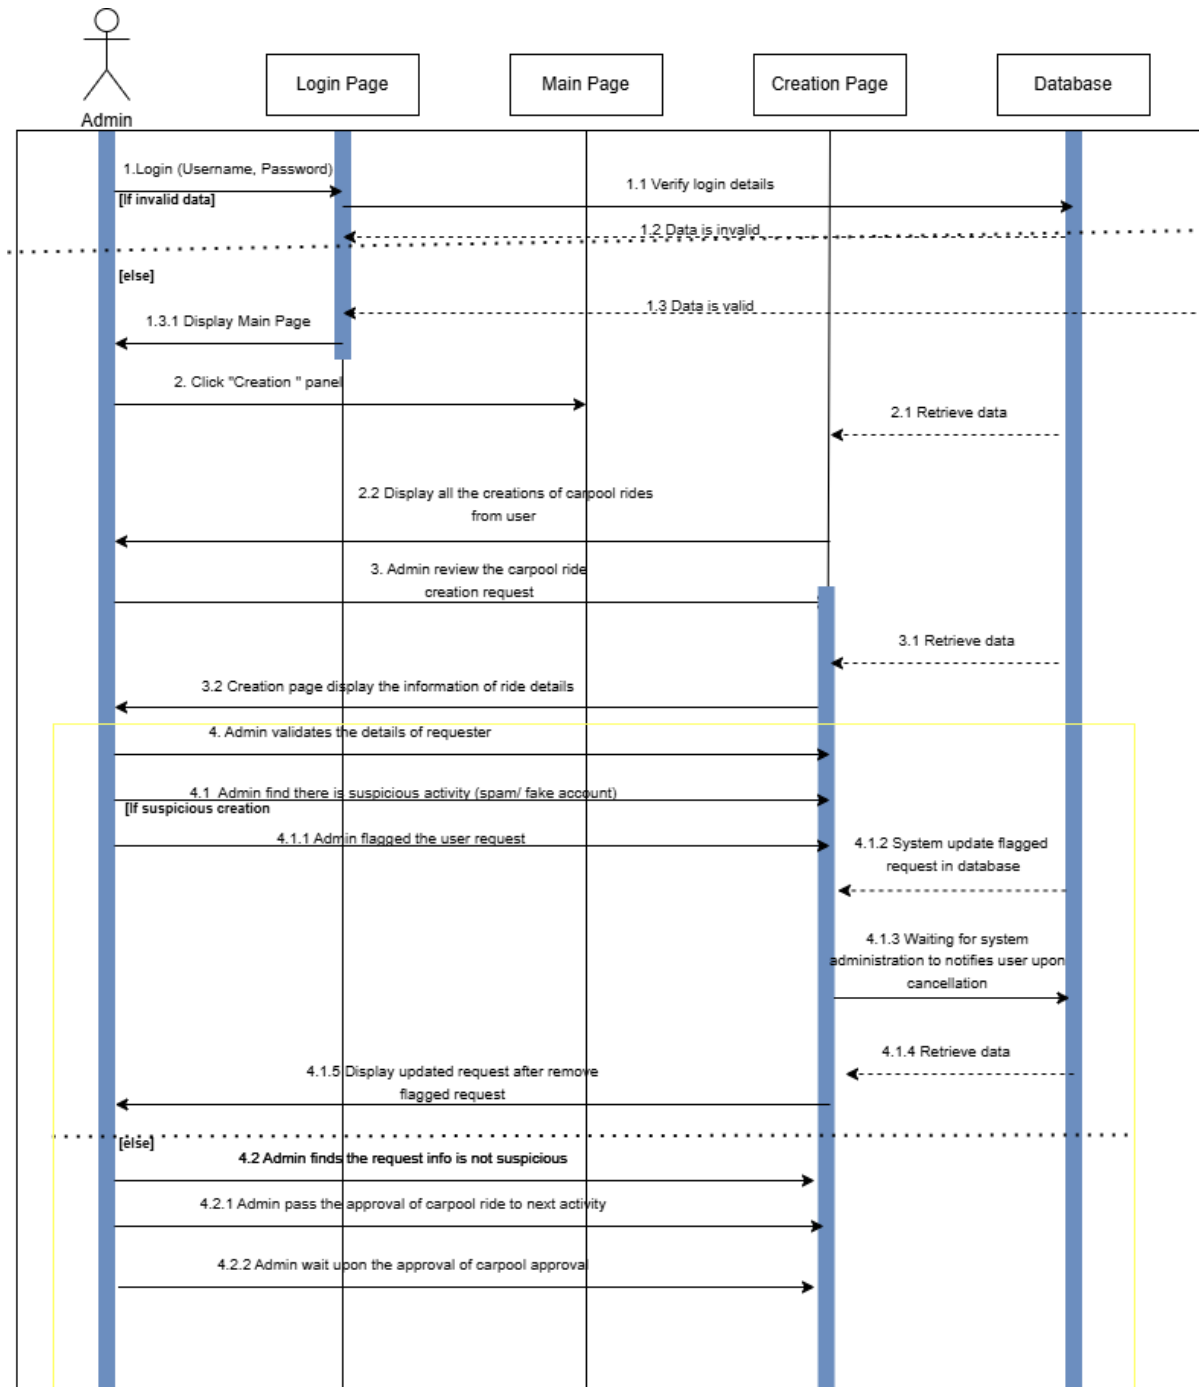 Login Page
Main Page
Creation Page
Database
Admin
1.Login (Username, Password)
1.1 Verify login details
[If invalid data]
1.2 Data is invalid
[else]
1.3 Data is valid
1.3.1 Display Main Page
2. Click "Creation " panel
2.1 Retrieve data
2.2 Display all the creations of carpool rides
from user
3. Admin review the carpool ride
creation request
3.1 Retrieve data
3.2 Creation page display the information of ride details
4. Admin validates the details of requester
4.1 Admin find there is suspicious activity (spam/ fake account)
[If suspicious creation
4.1.1 Admin flagged the user request
4.1.2 System update flagged
request in database
4.1.3 Waiting for system
administration to notifies user upon
cancellation
4.1.4 Retrieve data
4.1.5 Display updated request after remove
flagged request
[else]
4.2 Admin finds the request info is not suspicious
4.2.1 Admin pass the approval of carpool ride to next activity
4.2.2 Admin wait upon the approval of carpool approval